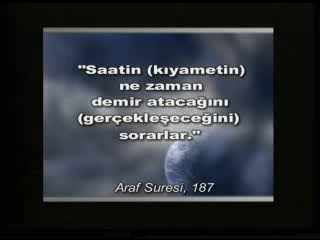 "Saatin (kıyametin)
ne zaman
demir atacağını
(gerçekleşeceğini)
sorarlar."
Araf Suresi, 187